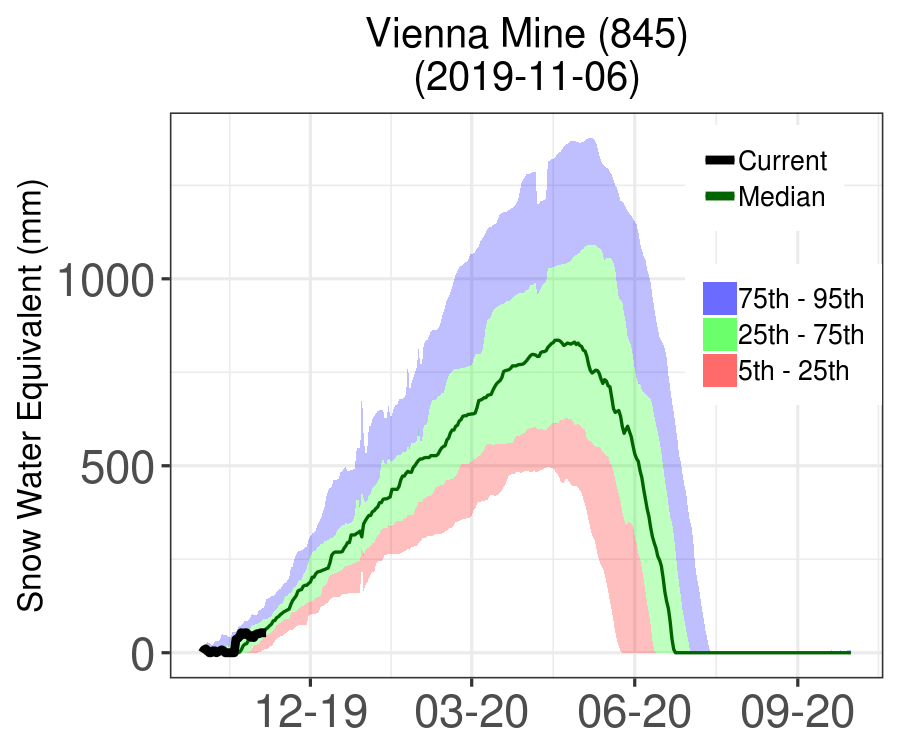 Vienna Mine (845)
(2019-11-06)
Snow Water Equivalent (mm)
1000
500
0
12-19 03-20 06-20 09-20
Current
Median
75th - 95th
25th - 75th
5th - 25th